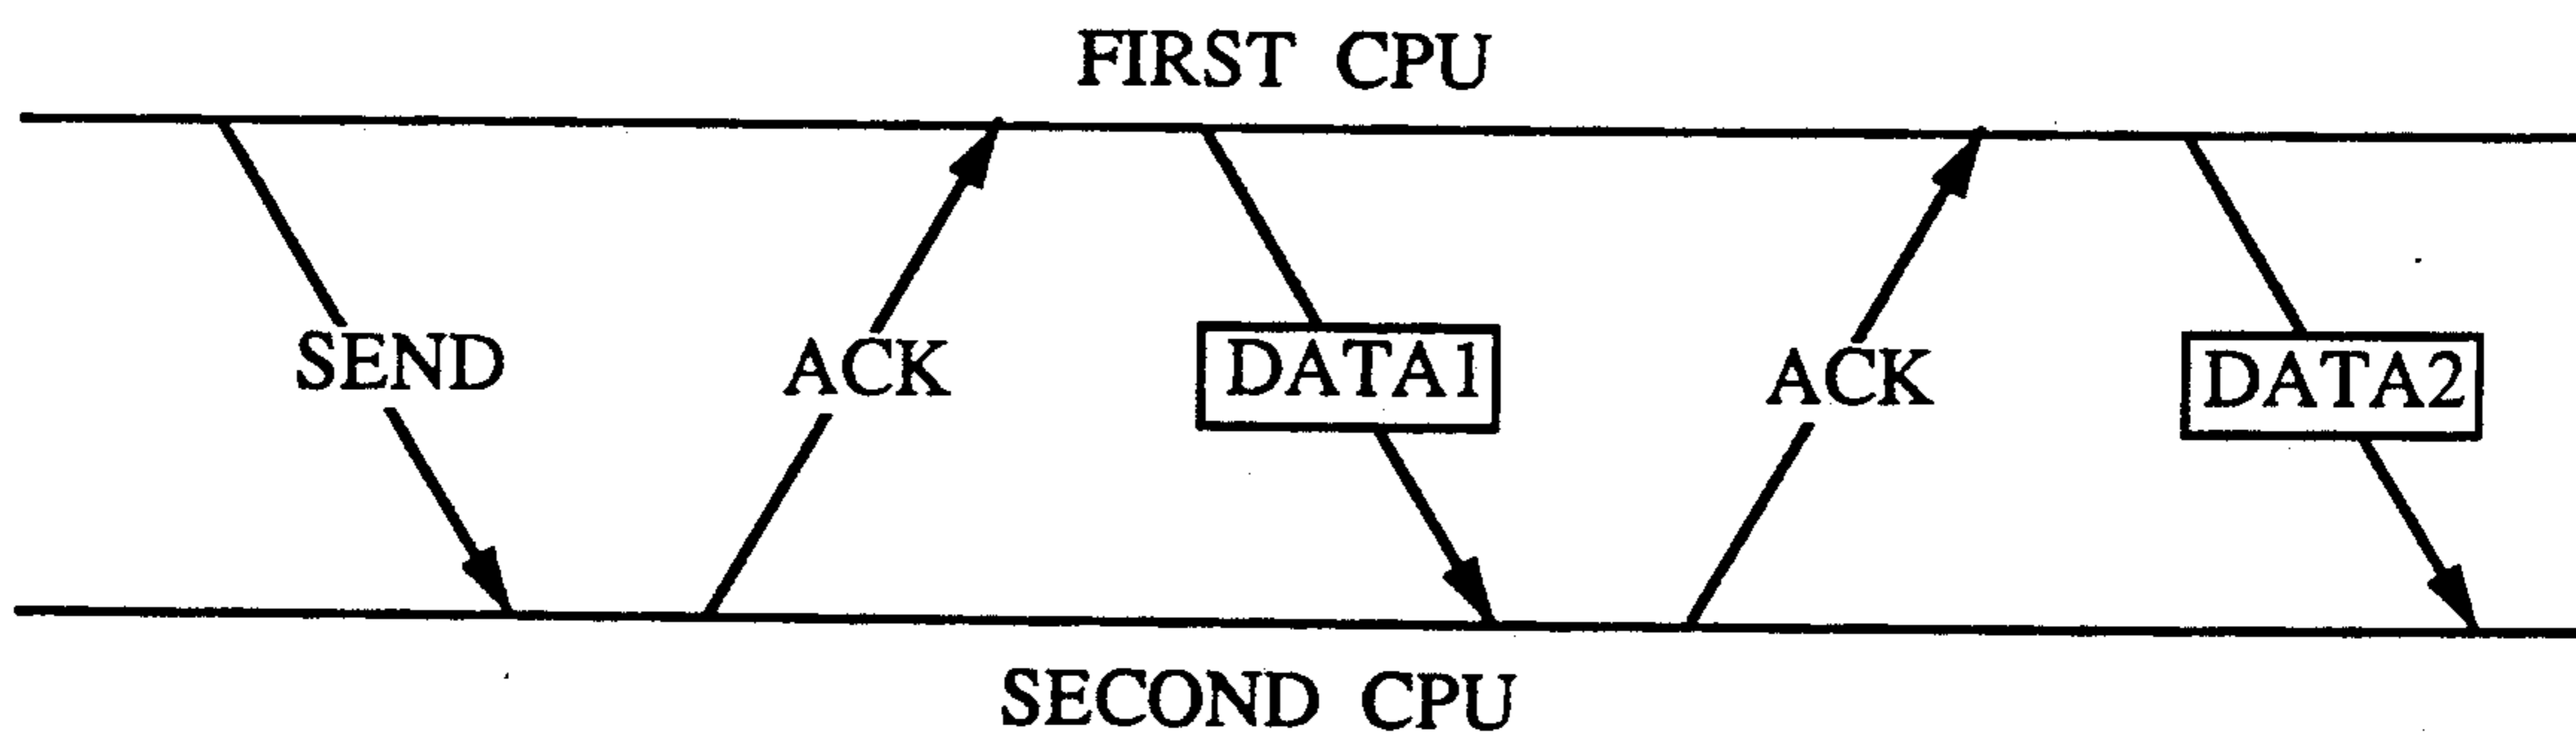 FIRST CPU
SEND
ACK
DATA1
ACK
DATA2
SECOND CPU